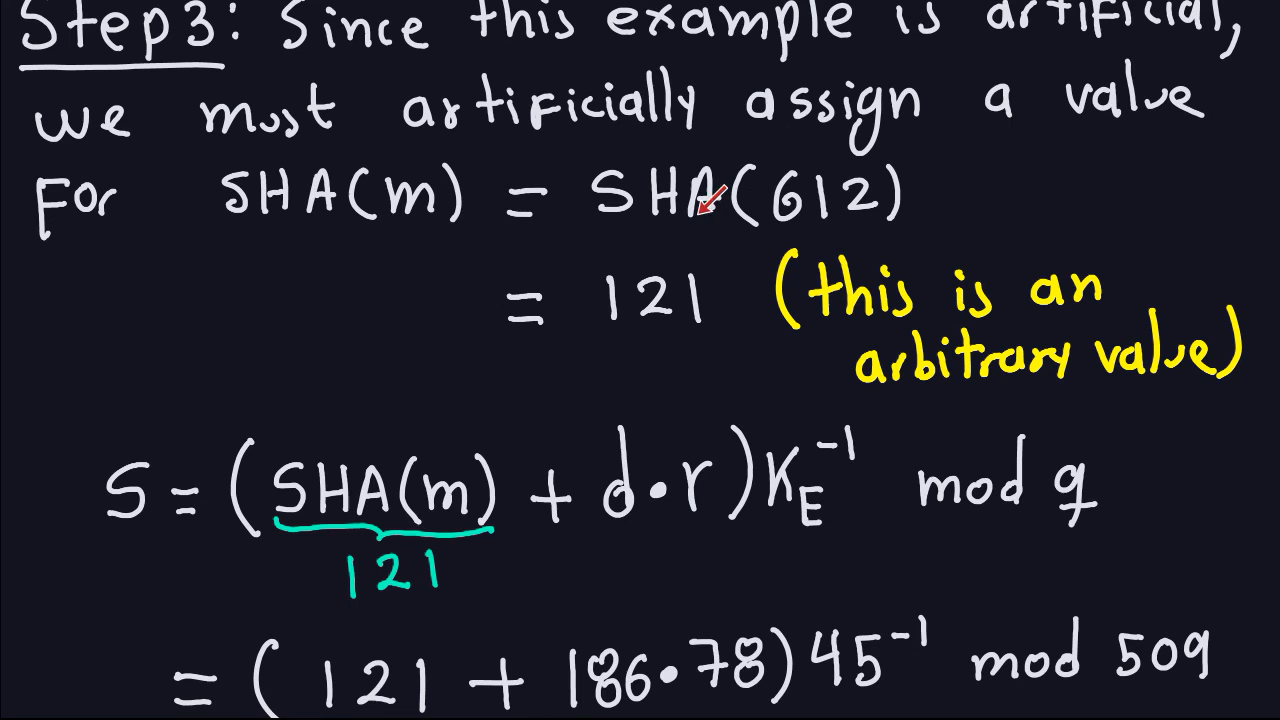 Step 3: Since this example is artificial,
we must artificially assign a value
For SHA(m) = SHA(612)
= 121 (this is an
arbitrary value)
S = (SHA(m) + d•r)K_E^-1 mod q
121
= (121 + 186•78)45^-1 mod 509